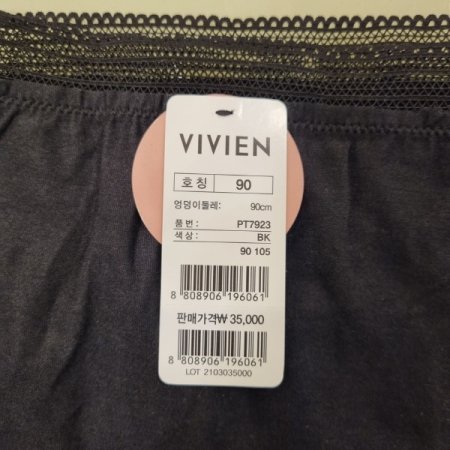 VIVIEN
호칭 90
엉덩이둘레: 90cm
품번: PT7923
색상: BK
90 105
8 808906 196061
판매가격₩ 35,000
8 808906 196061
LOT 2103035000